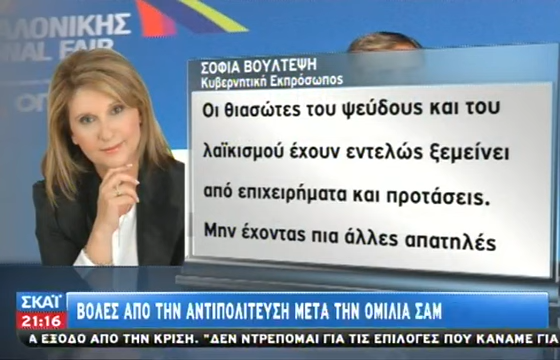 ΑΛΟΝΙΚΗΣ
ΝΑL FAIR
ΣΟΦΙΑ ΒΟΥΛΤΕΨΗ
Κυβερνητική Εκπρόσωπος
Οι θιασώτες του ψεύδους και του
λαϊκισμού έχουν εντελώς ξεμείνει
από επιχειρήματα και προτάσεις.
Μην έχοντας πια άλλες απατηλές
ΣΚΑΪ
ΒΟΛΕΣ ΑΠΟ ΤΗΝ ΑΝΤΙΠΟΛΙΤΕΥΣΗ ΜΕΤΑ ΤΗΝ ΟΜΙΛΙΑ ΣΑΜ
21:16
Α ΕΞΟΔΟ ΑΠΟ ΤΗΝ ΚΡΙΣΗ. "ΔΕΝ ΝΤΡΕΠΟΜΑΙ ΓΙΑ ΤΙΣ ΕΠΙΛΟΓΕΣ ΠΟΥ ΚΑΝΑΜΕ Γ